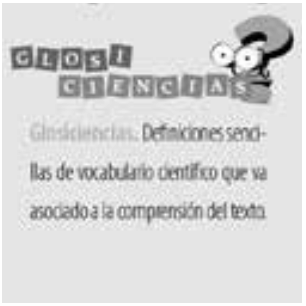 GLOSI
CIENCIAS
Glosiciencias. Definiciones senci-
llas de vocabulario científico que va
asociado a la comprensión del texto.